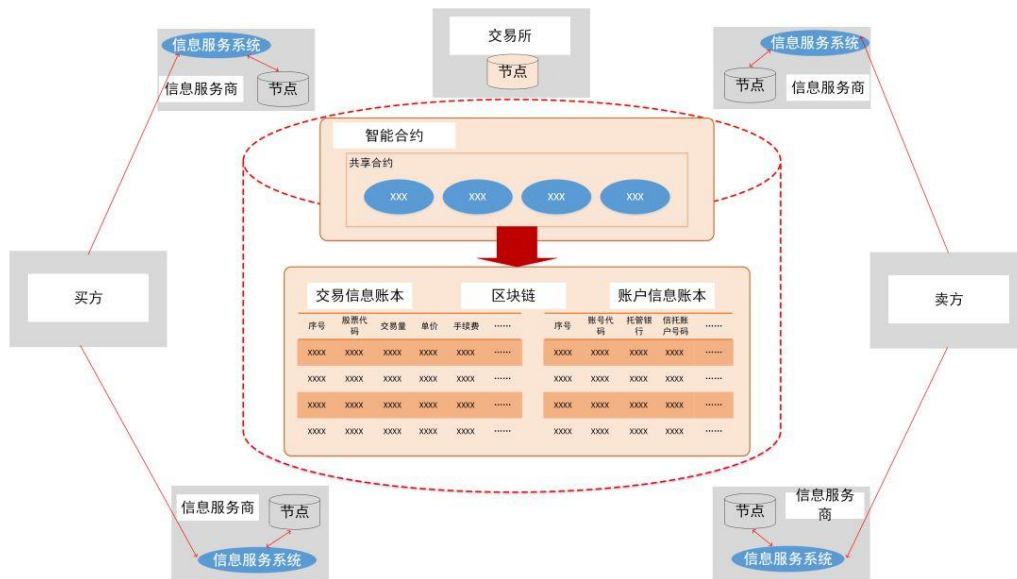 信息服务系统
节点
信息服务商
交易所
节点
信息服务系统
节点
信息服务商
智能合约
共享合约
XXX XXX XXX XXX
买方
卖方
交易信息账本 区块链 账户信息账本
序号 股票代码 交易量 单价 手续费 …… 序号 账号代码 托管银行 信托账户号码 ……
XXXX XXXX XXXX XXXX XXXX …… XXXX XXXX XXXX XXXX ……
XXXX XXXX XXXX XXXX XXXX …… XXXX XXXX XXXX XXXX ……
XXXX XXXX XXXX XXXX XXXX …… XXXX XXXX XXXX XXXX ……
XXXX XXXX XXXX XXXX XXXX …… XXXX XXXX XXXX XXXX ……
信息服务商
节点
信息服务系统
节点
信息服务
商
信息服务系统